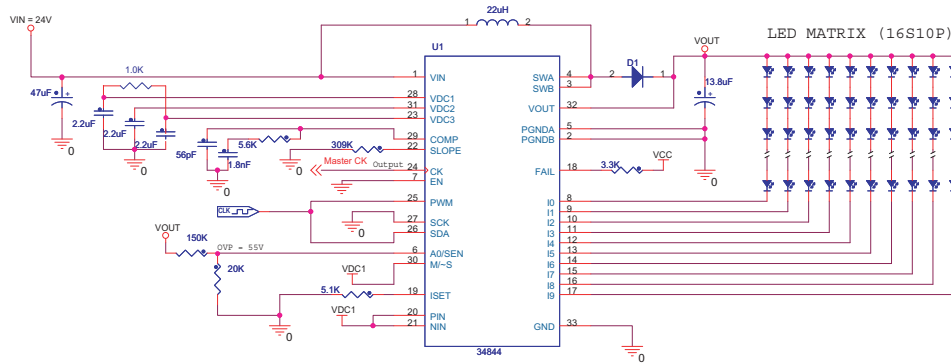 22uH
1 2
VIN = 24V
LED MATRIX (16S10P)
VOUT
U1
1.0K
D1
2 1
47uF
+
13.8uF
+
1 VIN
28 VDC1
31 VDC2
23 VDC3
29 COMP
22 SLOPE
24 CK
7 EN
25 PWM
27 SCK
26 SDA
6 A0/SEN
30 M/~S
19 ISET
20 PIN
21 NIN
SWA 4
SWB 3
VOUT 32
PGNDA 5
PGNDB 2
FAIL 18
I0 8
I1 9
I2 10
I3 11
I4 12
I5 13
I6 14
I7 15
I8 16
I9 17
GND 33
34844
2.2uF
2.2uF
2.2uF
0
0
56pF
1.8nF
5.6K
0
309K
0
Master CK
Output
0
CLK
0
VOUT
150K
OVP = 55V
20K
0
VDC1
5.1K
VDC1
3.3K
VCC
0
0